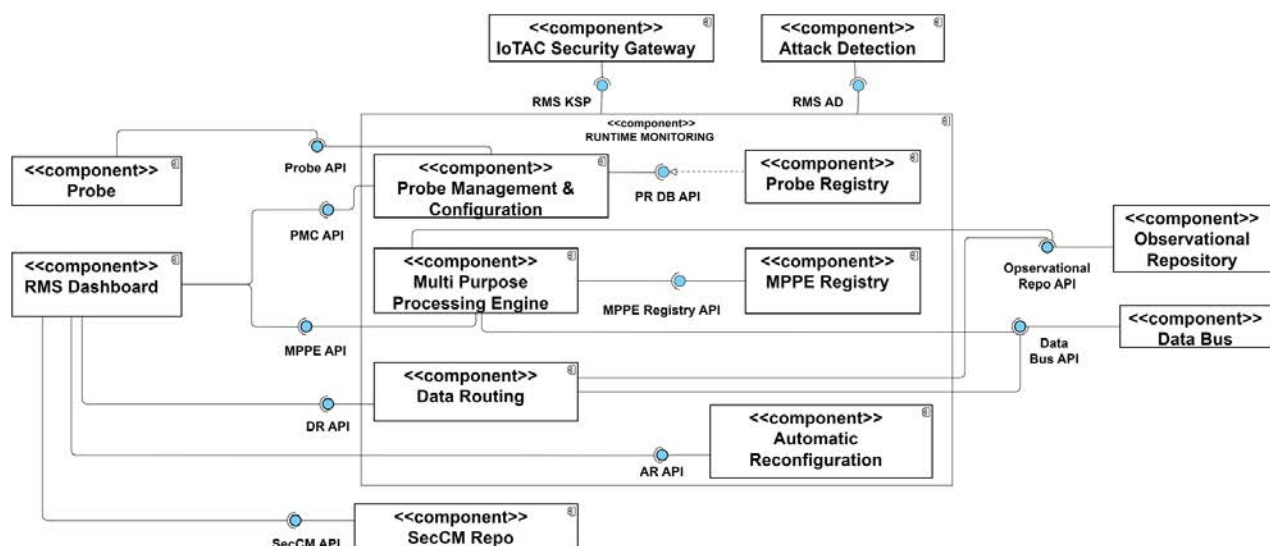 <<component>>
IoTAC Security Gateway
<<component>>
Attack Detection
RMS KSP
RMS AD
<<component>>
RUNTIME MONITORING
<<component>>
Probe
Probe API
<<component>>
Probe Management &
Configuration
PR DB API
<<component>>
Probe Registry
PMC API
<<component>>
RMS Dashboard
<<component>>
Multi Purpose
Processing Engine
MPPE Registry API
<<component>>
MPPE Registry
<<component>>
Observational
Repository
Opservational
Repo API
MPPE API
Data
Bus API
<<component>>
Data Bus
<<component>>
Data Routing
DR API
<<component>>
Automatic
Reconfiguration
AR API
<<component>>
SecCM Repo
SecCM API